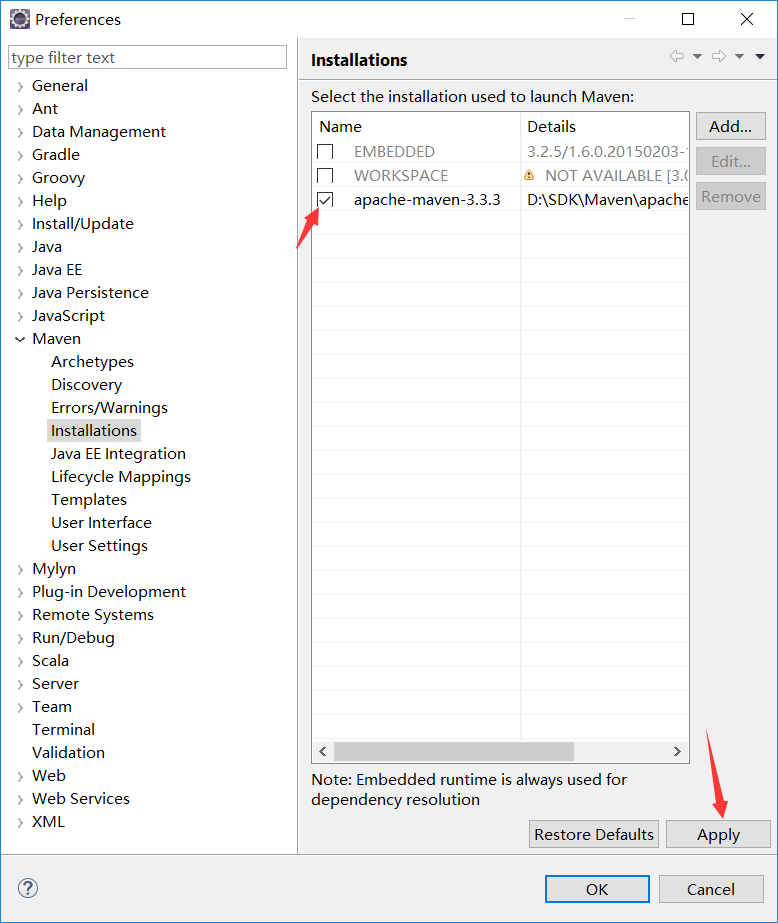 Preferences
type filter text
General
Ant
Data Management
Gradle
Groovy
Help
Install/Update
Java
Java EE
Java Persistence
JavaScript
Maven
Archetypes
Discovery
Errors/Warnings
Installations
Java EE Integration
Lifecycle Mappings
Templates
User Interface
User Settings
Mylyn
Plug-in Development
Remote Systems
Run/Debug
Scala
Server
Team
Terminal
Validation
Web
Web Services
XML
Installations
Select the installation used to launch Maven:
Name Details
EMBEDDED 3.2.5/1.6.0.20150203-
WORKSPACE NOT AVAILABLE [3.0
apache-maven-3.3.3 D:\SDK\Maven\apache
Add...
Edit...
Remove
Note: Embedded runtime is always used for
dependency resolution
Restore Defaults Apply
OK Cancel